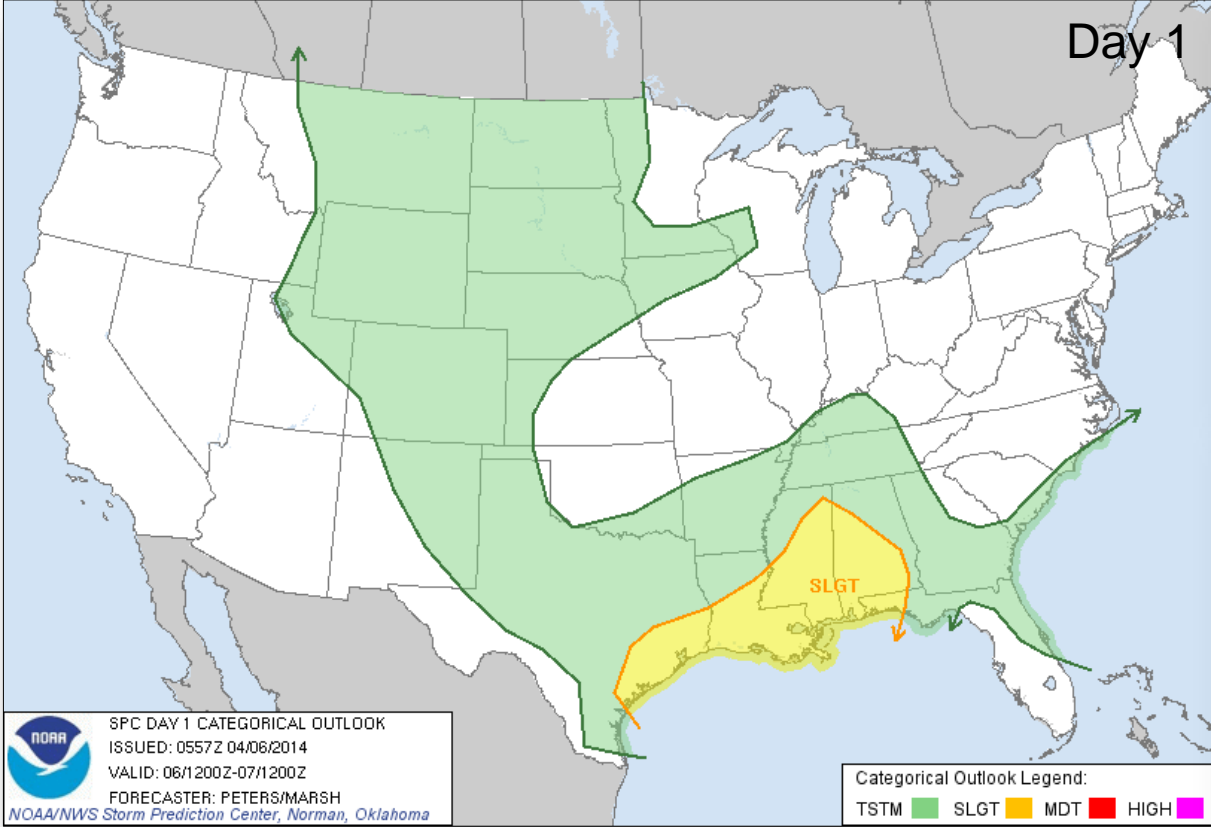 Day 1
SLGT
NOAA
SPC DAY 1 CATEGORICAL OUTLOOK
ISSUED: 0557Z 04/06/2014
VALID: 06/1200Z-07/1200Z
FORECASTER: PETERS/MARSH
NOAA/NWS Storm Prediction Center, Norman, Oklahoma
Categorical Outlook Legend:
TSTM SLGT MDT HIGH